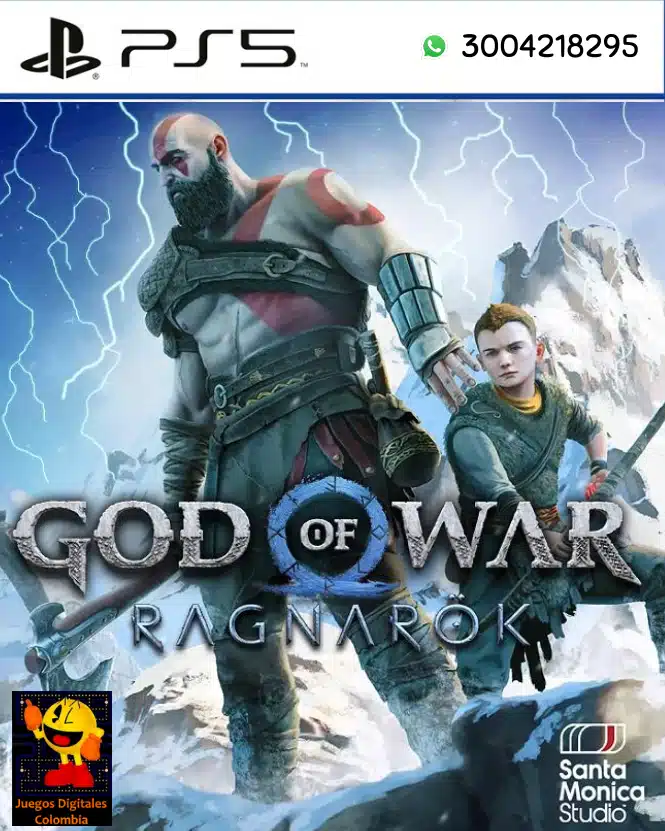 PS5
3004218295
GOD OF WAR
RAGNARÖK
Juegos Digitales
Colombia
Santa
Monica
Studio